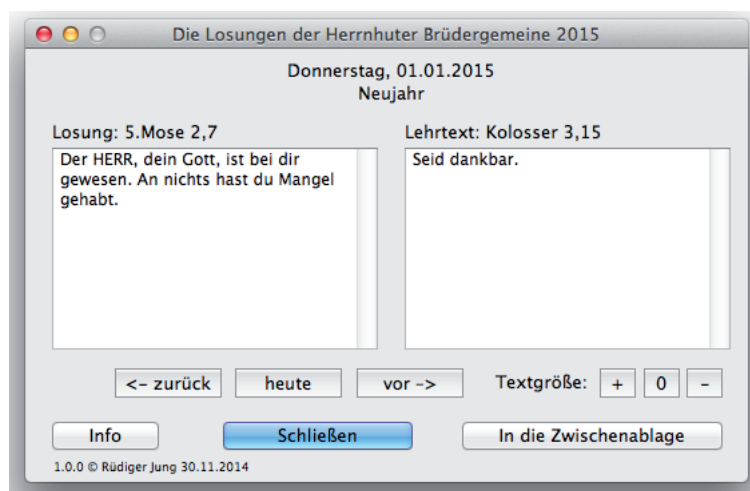 Die Losungen der Herrnhuter Brüdergemeine 2015
Donnerstag, 01.01.2015
Neujahr
Losung: 5.Mose 2,7
Der HERR, dein Gott, ist bei dir
gewesen. An nichts hast du Mangel
gehabt.
Lehrtext: Kolosser 3,15
Seid dankbar.
<- zurück
heute
vor ->
Textgröße:
+
0
-
Info
Schließen
In die Zwischenablage
1.0.0 © Rüdiger Jung 30.11.2014